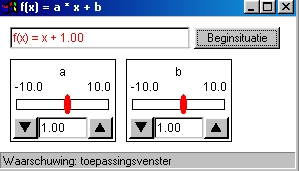 f(x) = a * x + b
f(x) = x + 1.00 Beginsituatie
a b
-10.0 10.0 -10.0 10.0
1.00 1.00
Waarschuwing: toepassingsvenster